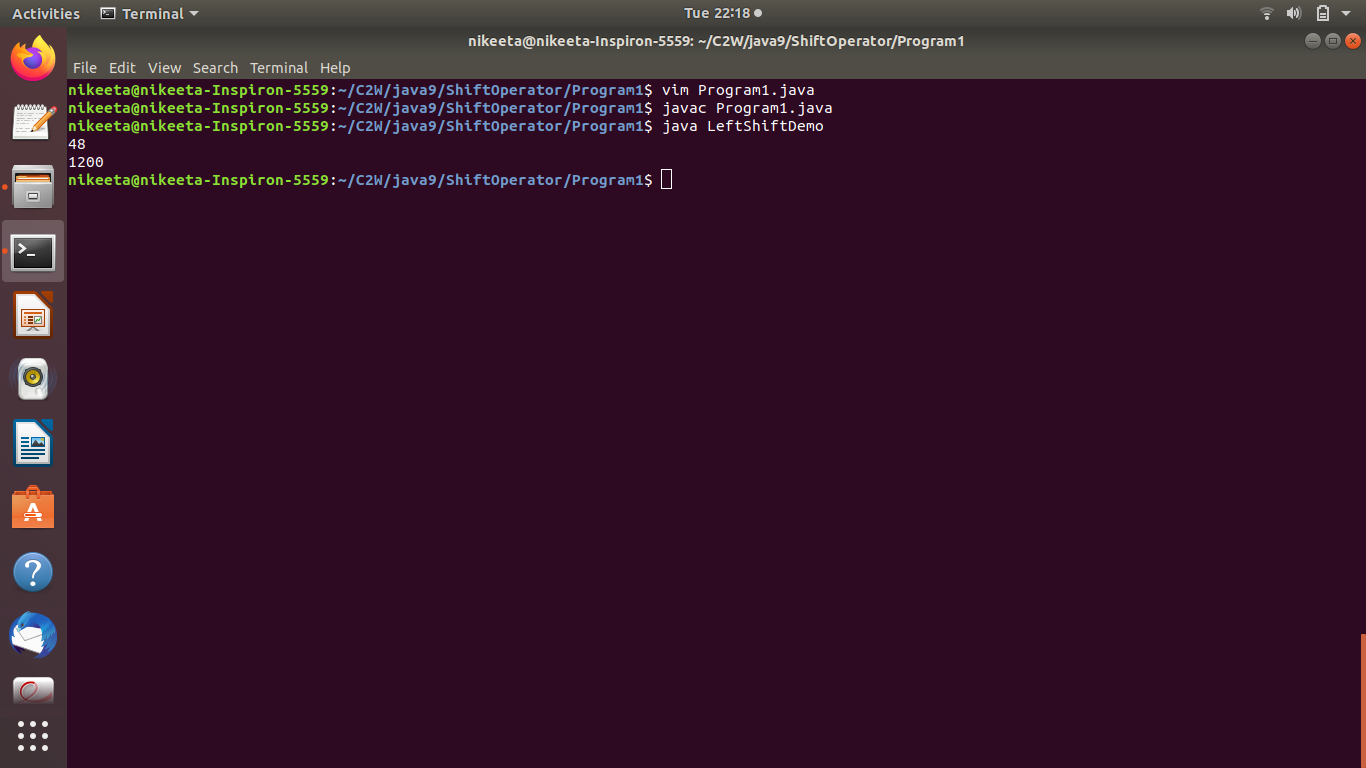 Activities Terminal Tue 22:18
nikeeta@nikeeta-Inspiron-5559: ~/C2W/java9/ShiftOperator/Program1
File Edit View Search Terminal Help
nikeeta@nikeeta-Inspiron-5559:~/C2W/java9/ShiftOperator/Program1$ vim Program1.java
nikeeta@nikeeta-Inspiron-5559:~/C2W/java9/ShiftOperator/Program1$ javac Program1.java
nikeeta@nikeeta-Inspiron-5559:~/C2W/java9/ShiftOperator/Program1$ java LeftShiftDemo
48
1200
nikeeta@nikeeta-Inspiron-5559:~/C2W/java9/ShiftOperator/Program1$